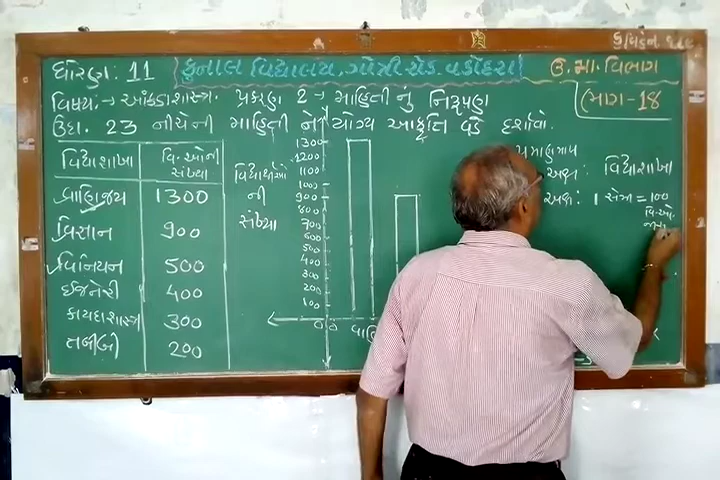 ધોરણ: 11 કુનાલ વિદ્યાલય, ગોત્રી રોડ, વડોદરા ઉ.મા. વિભાગ
વિષય:- આંકડાશાસ્ત્ર. પ્રકરણ 2 - માહિતીનું નિરૂપણ ભાગ-18
ઉદા. 23 નીચેની માહિતીને યોગ્ય આકૃતિ વડે દર્શાવો.
વિદ્યાશાખા વિ.ઓની સંખ્યા
વાણિજ્ય 1300
વિજ્ઞાન 900
વિનિયન 500
ઈજનેરી 400
કાયદાશાસ્ત્ર 300
તબીબી 200
વિદ્યાર્થીઓ
ની
સંખ્યા
1300
1200
1100
1000
900
800
700
600
500
400
300
200
100
0 0
પ્રમાણમાપ
અક્ષ: વિદ્યાશાખા
અક્ષ: 1 સેમી = 100
વિ.ઓ.